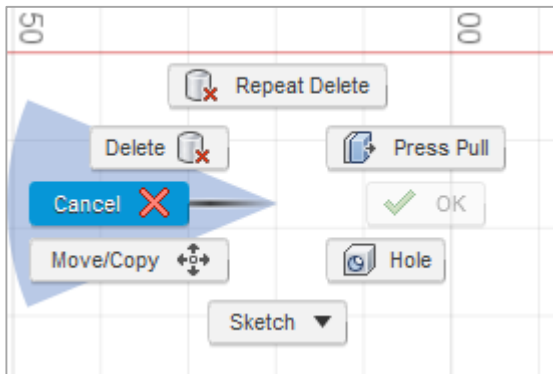 50
00
Repeat Delete
Delete
Press Pull
Cancel
OK
Move/Copy
Hole
Sketch